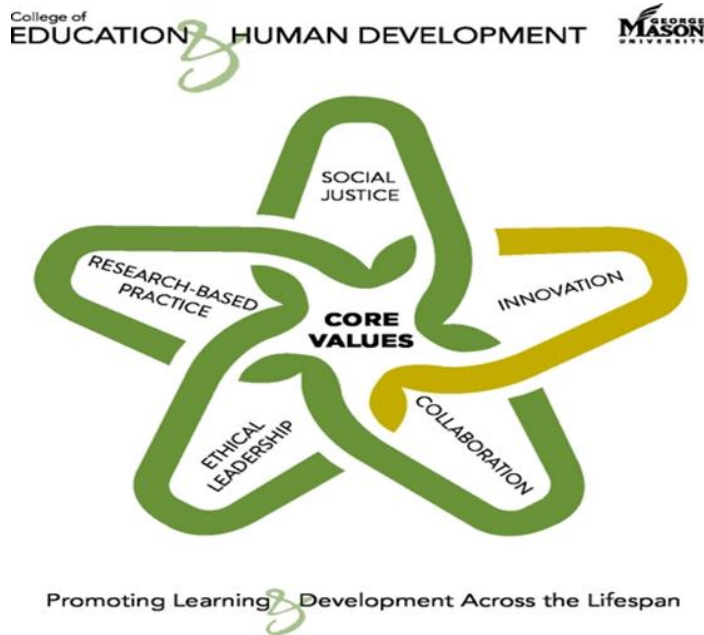 College of
EDUCATION & HUMAN DEVELOPMENT
GEORGE
MASON
UNIVERSITY
SOCIAL
JUSTICE
RESEARCH-BASED
PRACTICE
INNOVATION
CORE
VALUES
ETHICAL
LEADERSHIP
COLLABORATION
Promoting Learning & Development Across the Lifespan